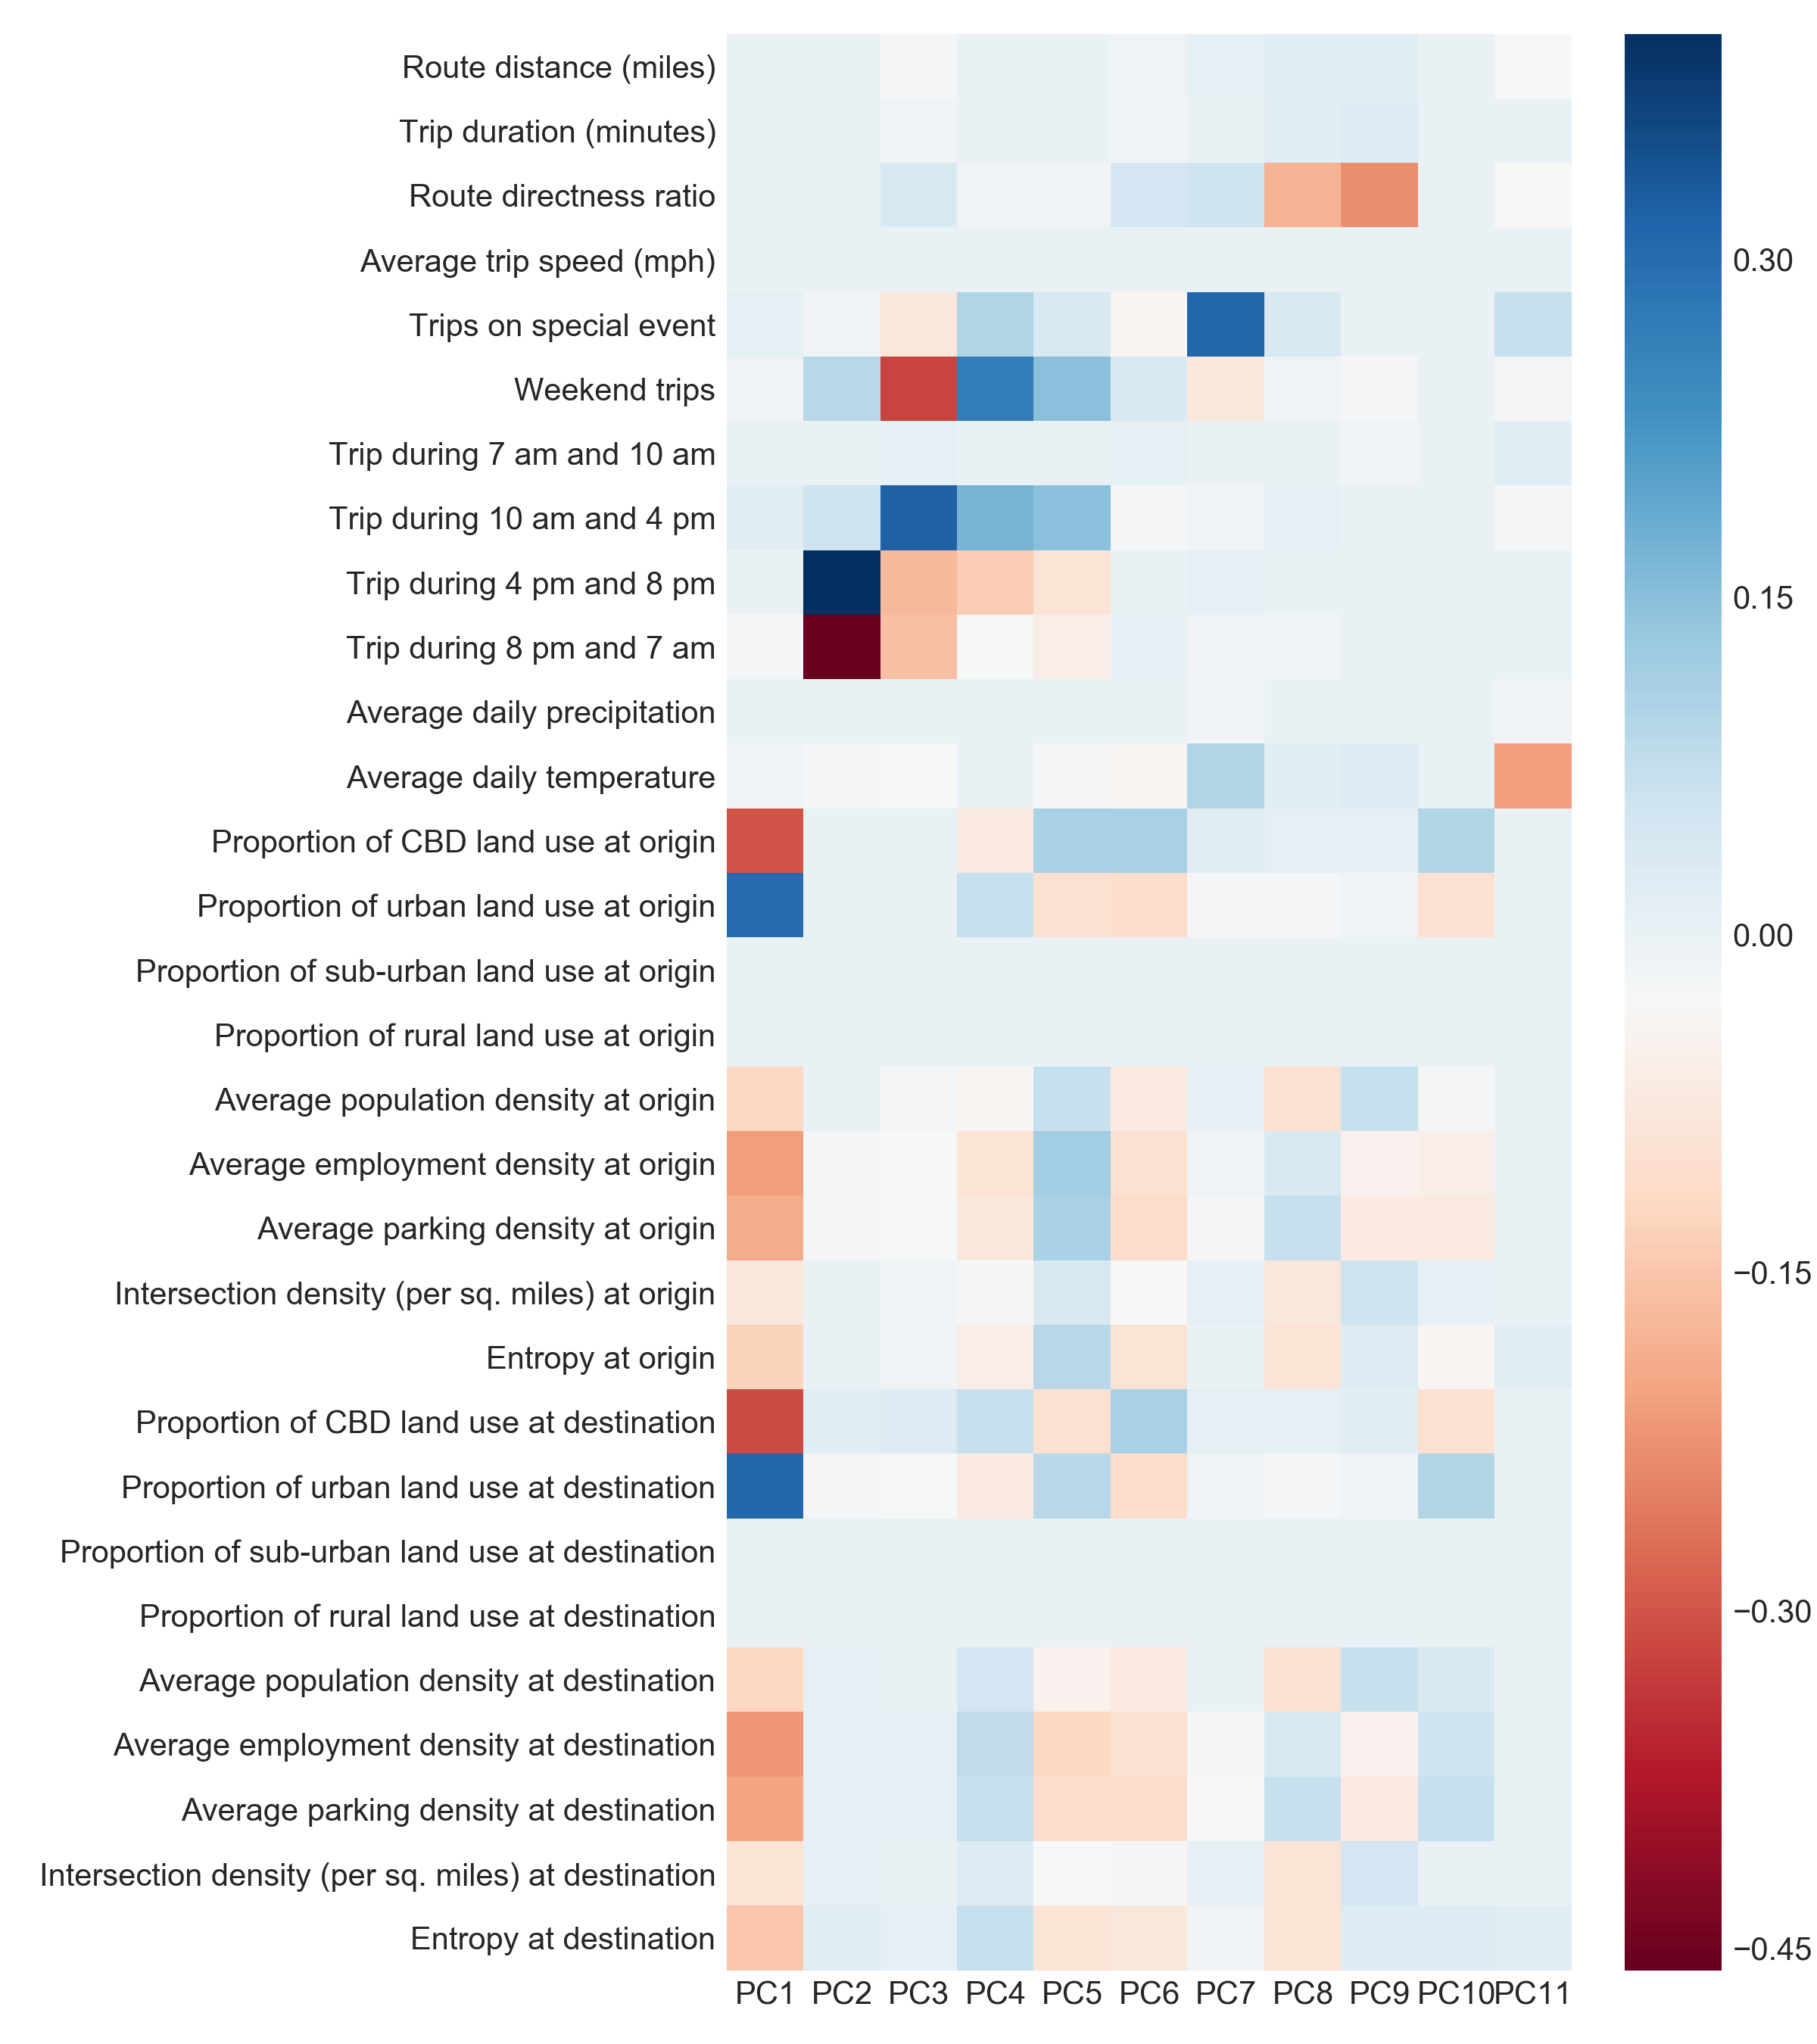 Route distance (miles)
Trip duration (minutes)
Route directness ratio
Average trip speed (mph)
Trips on special event
Weekend trips
Trip during 7 am and 10 am
Trip during 10 am and 4 pm
Trip during 4 pm and 8 pm
Trip during 8 pm and 7 am
Average daily precipitation
Average daily temperature
Proportion of CBD land use at origin
Proportion of urban land use at origin
Proportion of sub-urban land use at origin
Proportion of rural land use at origin
Average population density at origin
Average employment density at origin
Average parking density at origin
Intersection density (per sq. miles) at origin
Entropy at origin
Proportion of CBD land use at destination
Proportion of urban land use at destination
Proportion of sub-urban land use at destination
Proportion of rural land use at destination
Average population density at destination
Average employment density at destination
Average parking density at destination
Intersection density (per sq. miles) at destination
Entropy at destination
PC1 PC2 PC3 PC4 PC5 PC6 PC7 PC8 PC9 PC10 PC11
0.30
0.15
0.00
−0.15
−0.30
−0.45